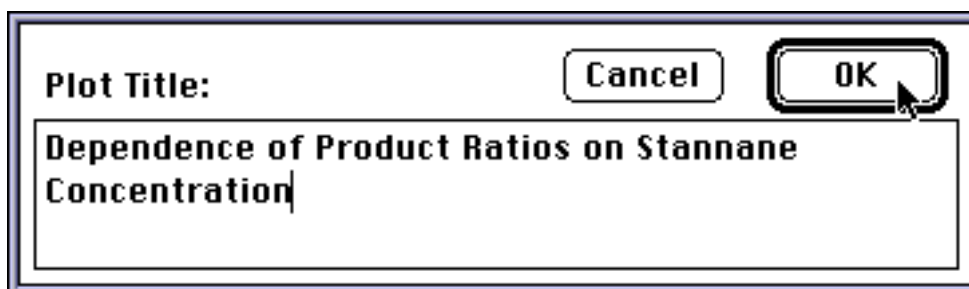 Plot Title:
Cancel
OK
Dependence of Product Ratios on Stannane
Concentration